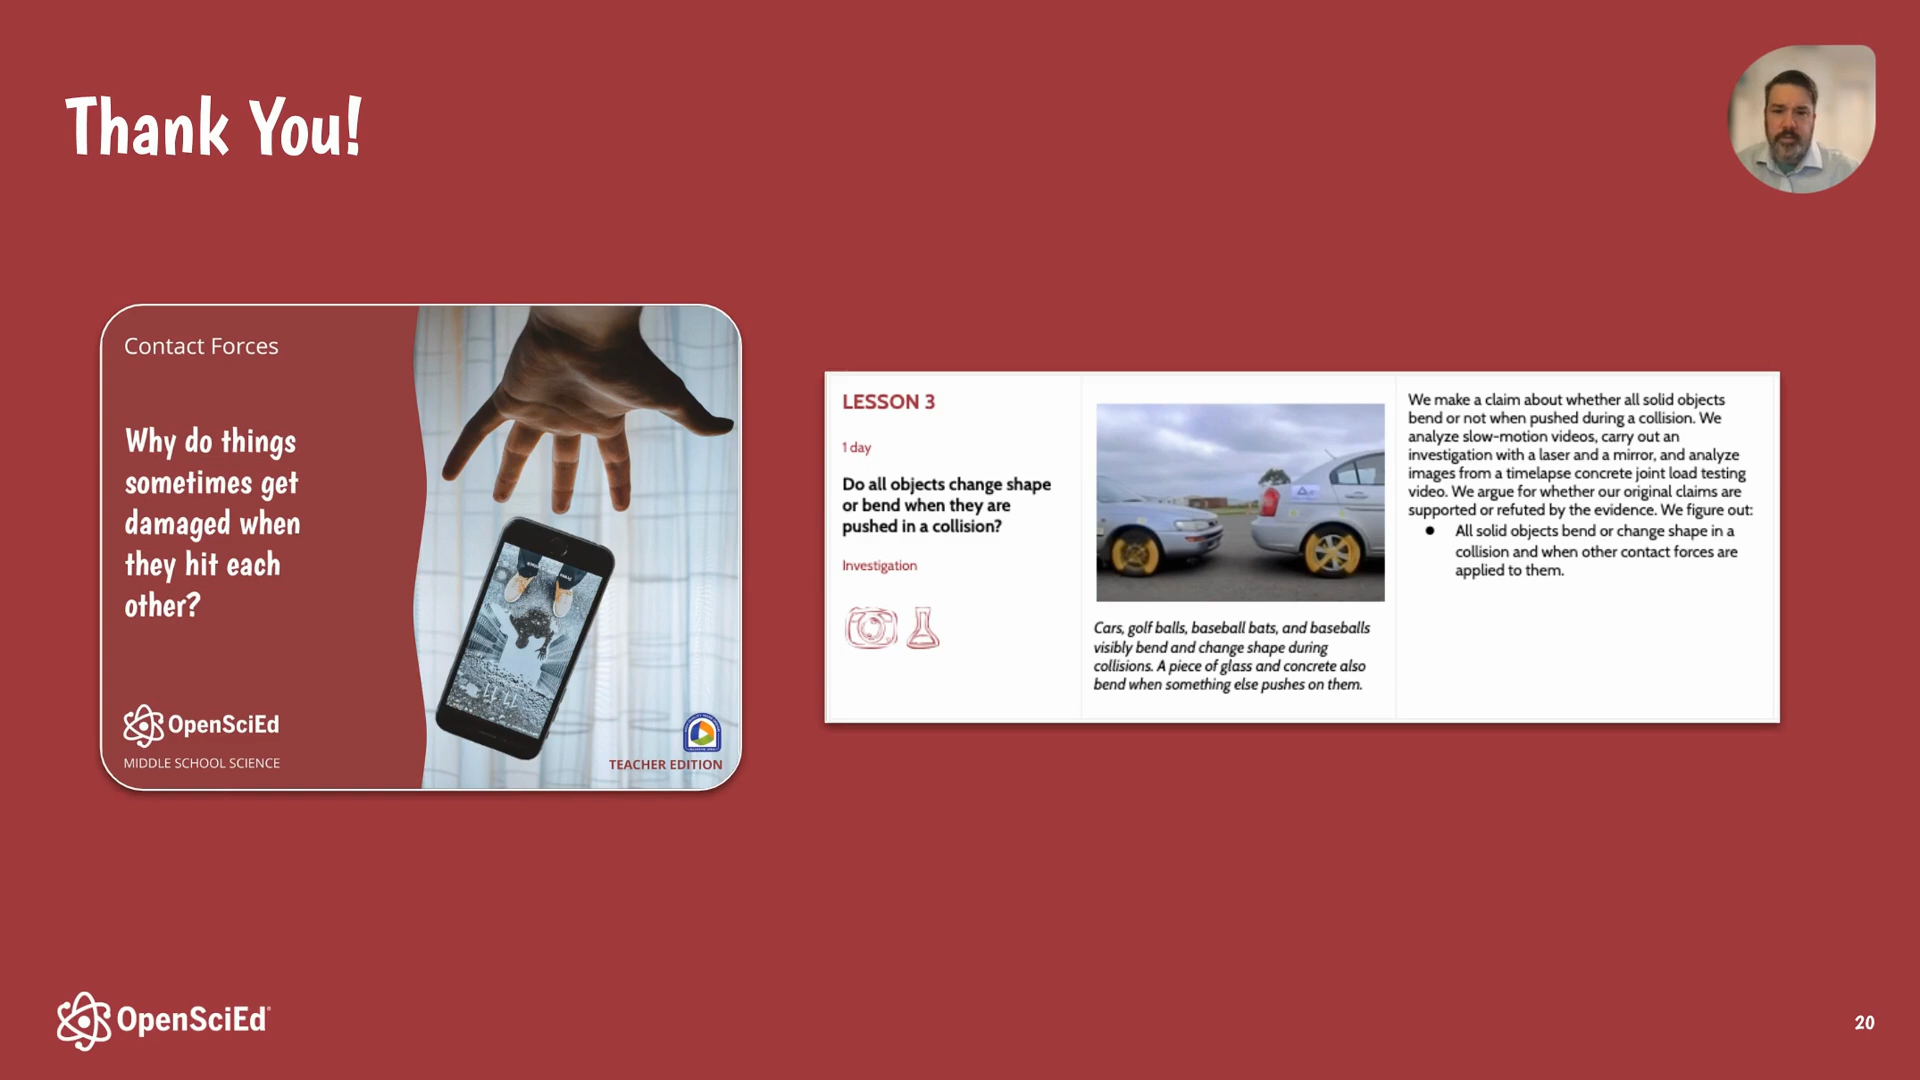 Thank You!
Contact Forces
Why do things
sometimes get
damaged when
they hit each
other?
OpenSciEd
MIDDLE SCHOOL SCIENCE
TEACHER EDITION
LESSON 3
1 day
Do all objects change shape
or bend when they are
pushed in a collision?
Investigation
Cars, golf balls, baseball bats, and baseballs
visibly bend and change shape during
collisions. A piece of glass and concrete also
bend when something else pushes on them.
We make a claim about whether all solid objects
bend or not when pushed during a collision. We
analyze slow-motion videos, carry out an
investigation with a laser and a mirror, and analyze
images from a timelapse concrete joint load testing
video. We argue for whether our original claims are
supported or refuted by the evidence. We figure out:
● All solid objects bend or change shape in a
collision and when other contact forces are
applied to them.
OpenSciEd®
20